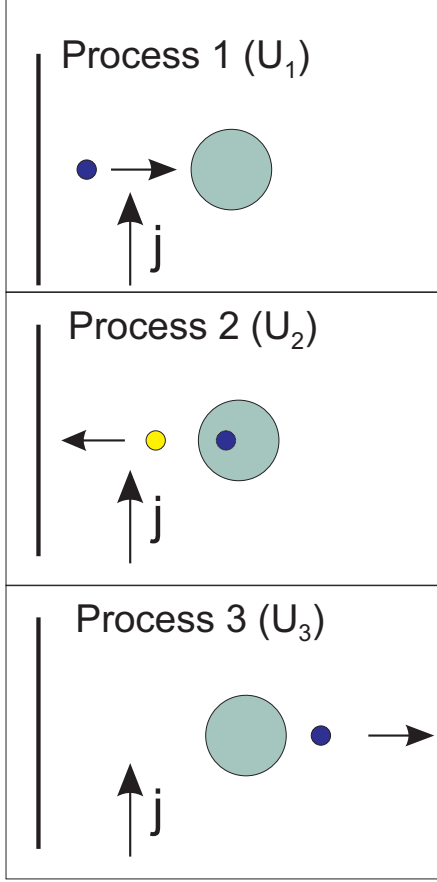 Process 1 (U₁)
j
Process 2 (U₂)
j
Process 3 (U₃)
j